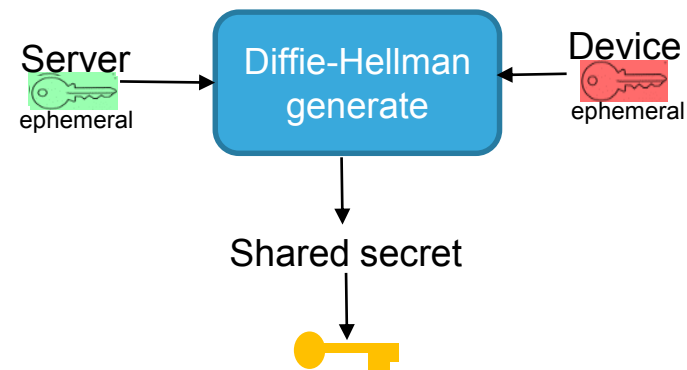 Server
ephemeral
Diffie-Hellman
generate
Device
ephemeral
Shared secret